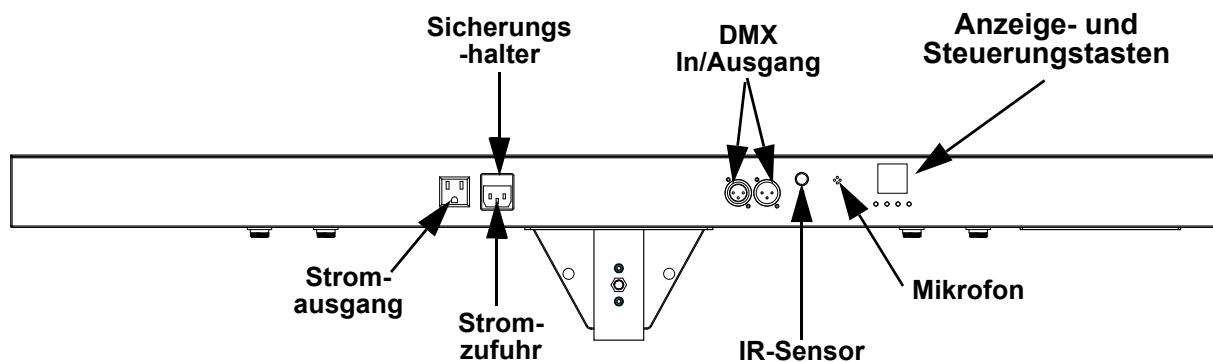 Sicherungs
-halter
DMX
In/Ausgang
Anzeige- und
Steuerungstasten
Strom-
ausgang
Strom-
zufuhr
IR-Sensor
Mikrofon